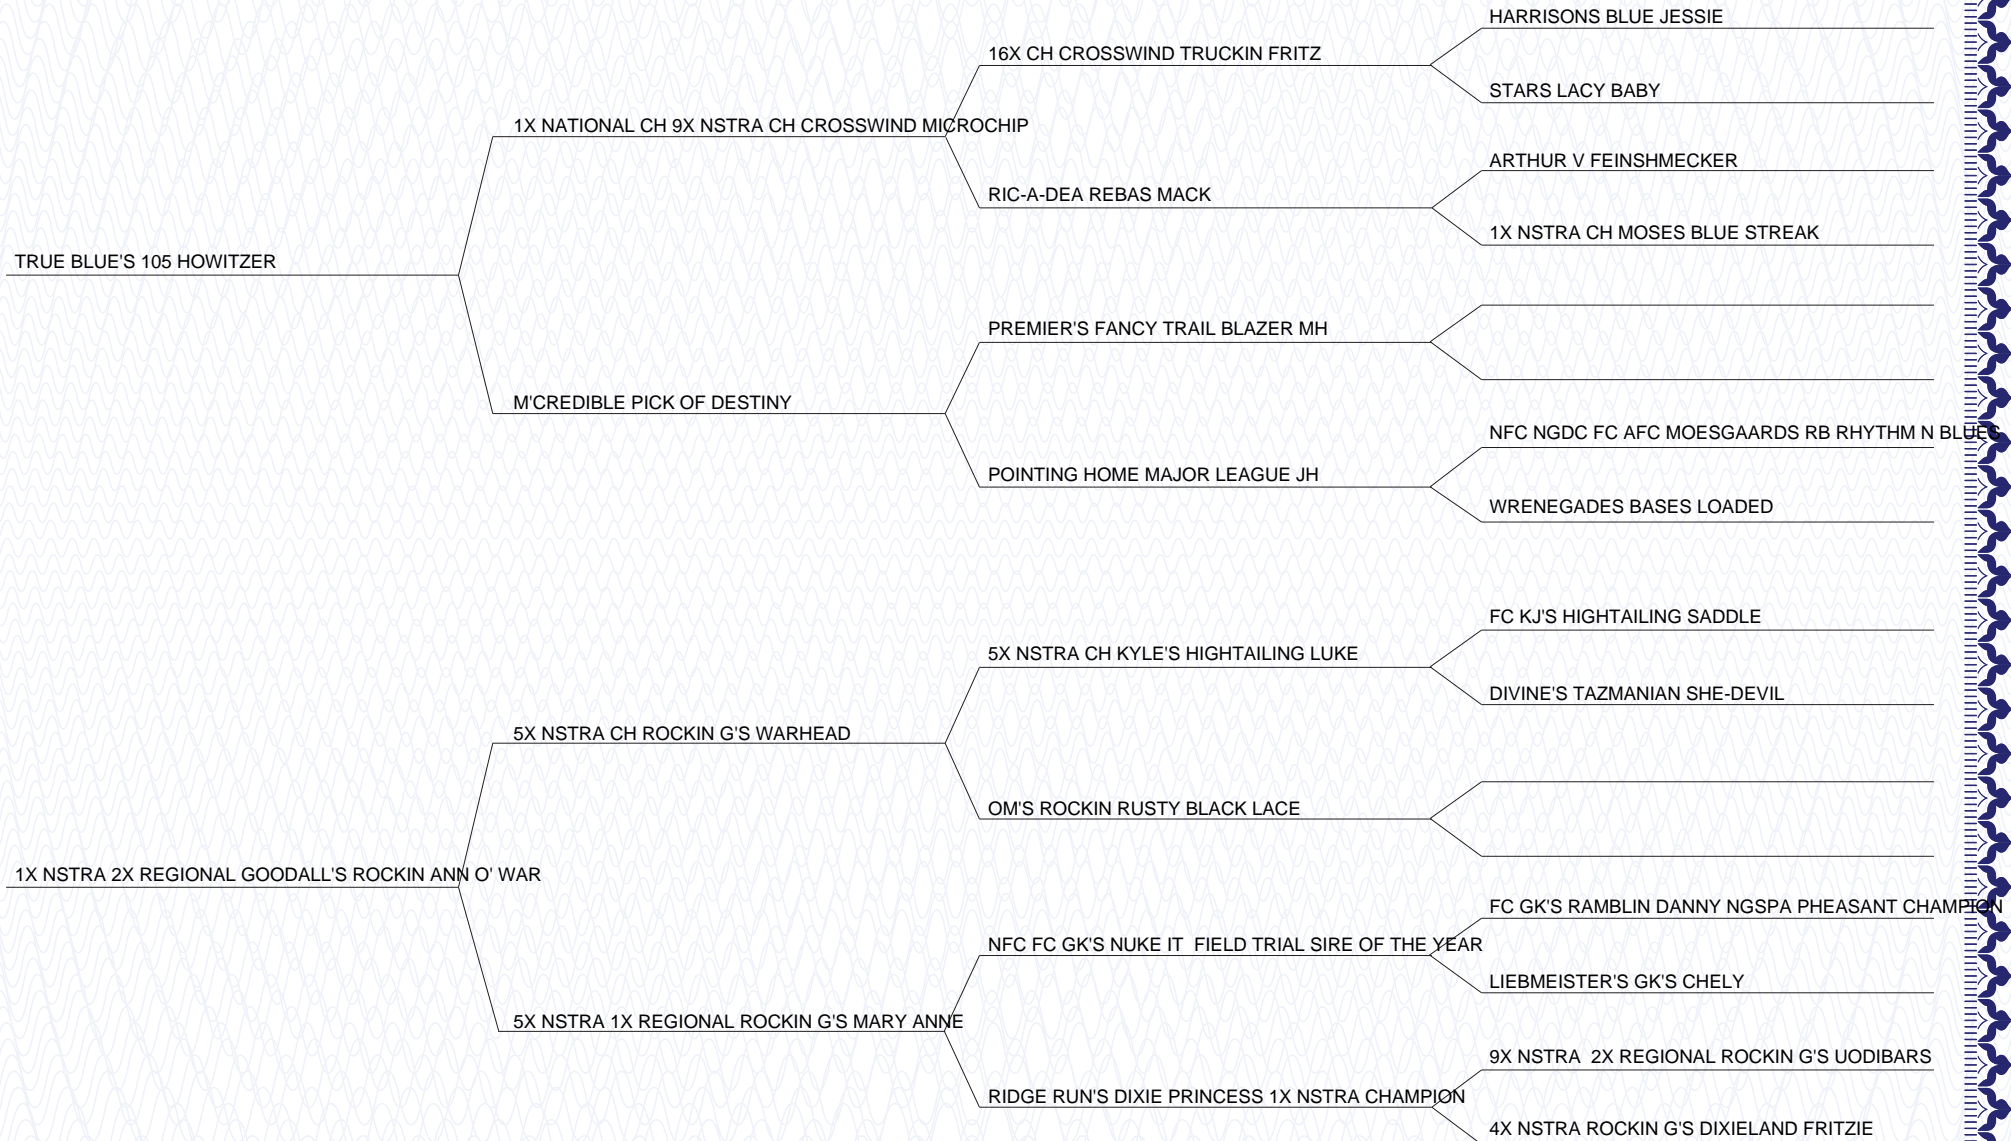 HARRISONS BLUE JESSIE
16X CH CROSSWIND TRUCKIN FRITZ
STARS LACY BABY
1X NATIONAL CH 9X NSTRA CH CROSSWIND MICROCHIP
ARTHUR V FEINSHMECKER
RIC-A-DEA REBAS MACK
1X NSTRA CH MOSES BLUE STREAK
TRUE BLUE'S 105 HOWITZER
PREMIER'S FANCY TRAIL BLAZER MH
M'CREDIBLE PICK OF DESTINY
NFC NGDC FC AFC MOESGAARDS RB RHYTHM N BLUES
POINTING HOME MAJOR LEAGUE JH
WRENEGADES BASES LOADED
FC KJ'S HIGHTAILING SADDLE
5X NSTRA CH KYLE'S HIGHTAILING LUKE
DIVINE'S TAZMANIAN SHE-DEVIL
5X NSTRA CH ROCKIN G'S WARHEAD
OM'S ROCKIN RUSTY BLACK LACE
1X NSTRA 2X REGIONAL GOODALL'S ROCKIN ANN O' WAR
FC GK'S RAMBLIN DANNY NGSPA PHEASANT CHAMPION
NFC FC GK'S NUKE IT  FIELD TRIAL SIRE OF THE YEAR
LIEBMEISTER'S GK'S CHELY
5X NSTRA 1X REGIONAL ROCKIN G'S MARY ANNE
9X NSTRA  2X REGIONAL ROCKIN G'S UODIBARS
RIDGE RUN'S DIXIE PRINCESS 1X NSTRA CHAMPION
4X NSTRA ROCKIN G'S DIXIELAND FRITZIE